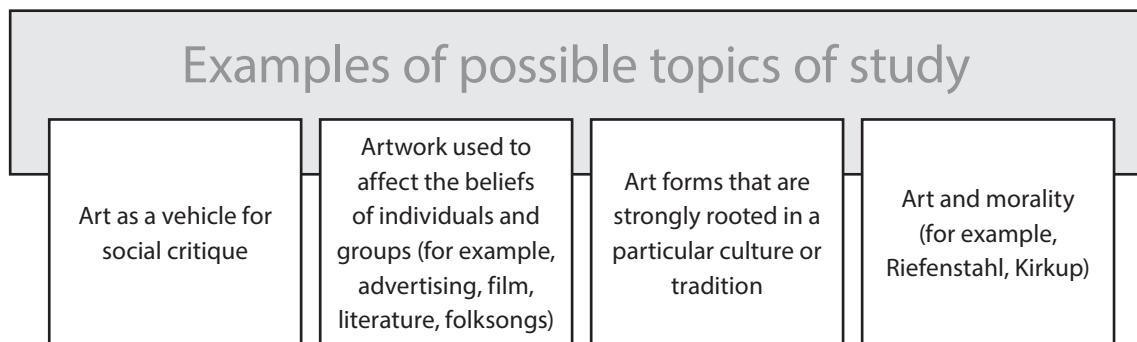 Examples of possible topics of study
Art as a vehicle for
social critique
Artwork used to
affect the beliefs
of individuals and
groups (for example,
advertising, film,
literature, folksongs)
Art forms that are
strongly rooted in a
particular culture or
tradition
Art and morality
(for example,
Riefenstahl, Kirkup)